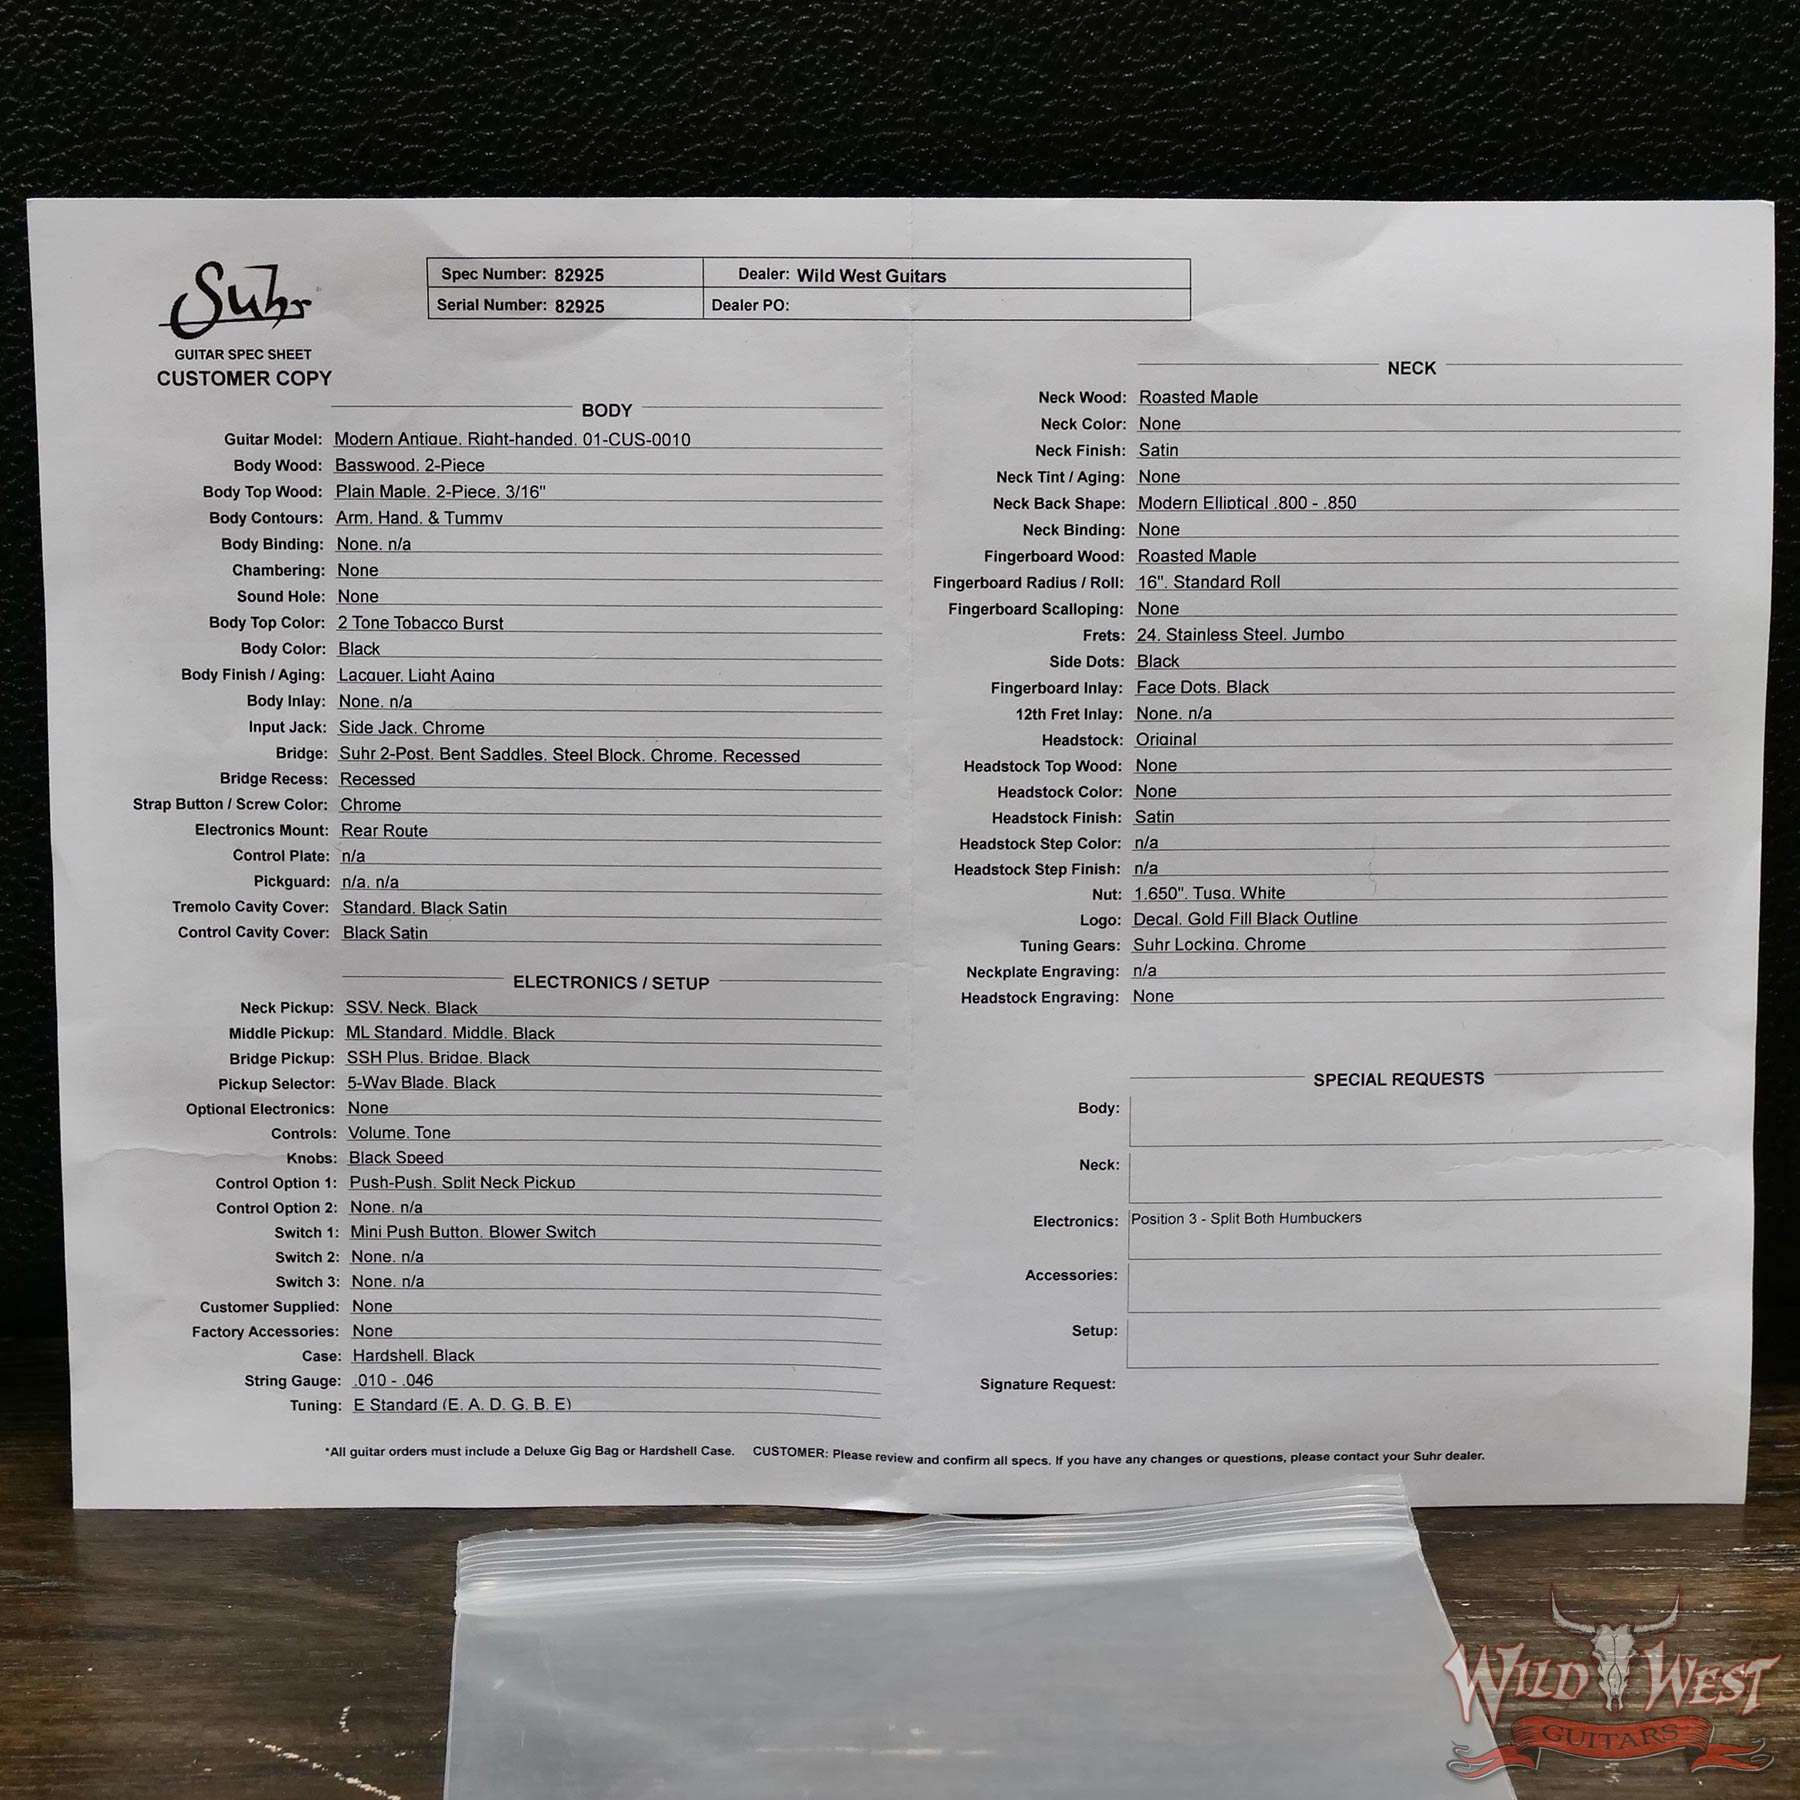 Suhr
GUITAR SPEC SHEET
CUSTOMER COPY
Spec Number: 82925
Dealer: Wild West Guitars
Serial Number: 82925
Dealer PO:
BODY
Guitar Model: Modern Antique, Right-handed, 01-CUS-0010
Body Wood: Basswood, 2-Piece
Body Top Wood: Plain Maple, 2-Piece, 3/16"
Body Contours: Arm, Hand, & Tummy
Body Binding: None, n/a
Chambering: None
Sound Hole: None
Body Top Color: 2 Tone Tobacco Burst
Body Color: Black
Body Finish / Aging: Lacquer, Light Aging
Body Inlay: None, n/a
Input Jack: Side Jack, Chrome
Bridge: Suhr 2-Post, Bent Saddles, Steel Block, Chrome, Recessed
Bridge Recess: Recessed
Strap Button / Screw Color: Chrome
Electronics Mount: Rear Route
Control Plate: n/a
Pickguard: n/a, n/a
Tremolo Cavity Cover: Standard, Black Satin
Control Cavity Cover: Black Satin
ELECTRONICS / SETUP
Neck Pickup: SSV, Neck, Black
Middle Pickup: ML Standard, Middle, Black
Bridge Pickup: SSH Plus, Bridge, Black
Pickup Selector: 5-Way Blade, Black
Optional Electronics: None
Controls: Volume, Tone
Knobs: Black Speed
Control Option 1: Push-Push, Split Neck Pickup
Control Option 2: None, n/a
Switch 1: Mini Push Button, Blower Switch
Switch 2: None, n/a
Switch 3: None, n/a
Customer Supplied: None
Factory Accessories: None
Case: Hardshell, Black
String Gauge: .010 - .046
Tuning: E Standard (E, A, D, G, B, E)
NECK
Neck Wood: Roasted Maple
Neck Color: None
Neck Finish: Satin
Neck Tint / Aging: None
Neck Back Shape: Modern Elliptical .800 - .850
Neck Binding: None
Fingerboard Wood: Roasted Maple
Fingerboard Radius / Roll: 16", Standard Roll
Fingerboard Scalloping: None
Frets: 24, Stainless Steel, Jumbo
Side Dots: Black
Fingerboard Inlay: Face Dots, Black
12th Fret Inlay: None, n/a
Headstock: Original
Headstock Top Wood: None
Headstock Color: None
Headstock Finish: Satin
Headstock Step Color: n/a
Headstock Step Finish: n/a
Nut: 1.650", Tusq, White
Logo: Decal, Gold Fill Black Outline
Tuning Gears: Suhr Locking, Chrome
Neckplate Engraving: n/a
Headstock Engraving: None
SPECIAL REQUESTS
Body:
Neck:
Electronics: Position 3 - Split Both Humbuckers
Accessories:
Setup:
Signature Request:
*All guitar orders must include a Deluxe Gig Bag or Hardshell Case. CUSTOMER: Please review and confirm all specs. If you have any changes or questions, please contact your Suhr dealer.
WILD WEST
GUITARS